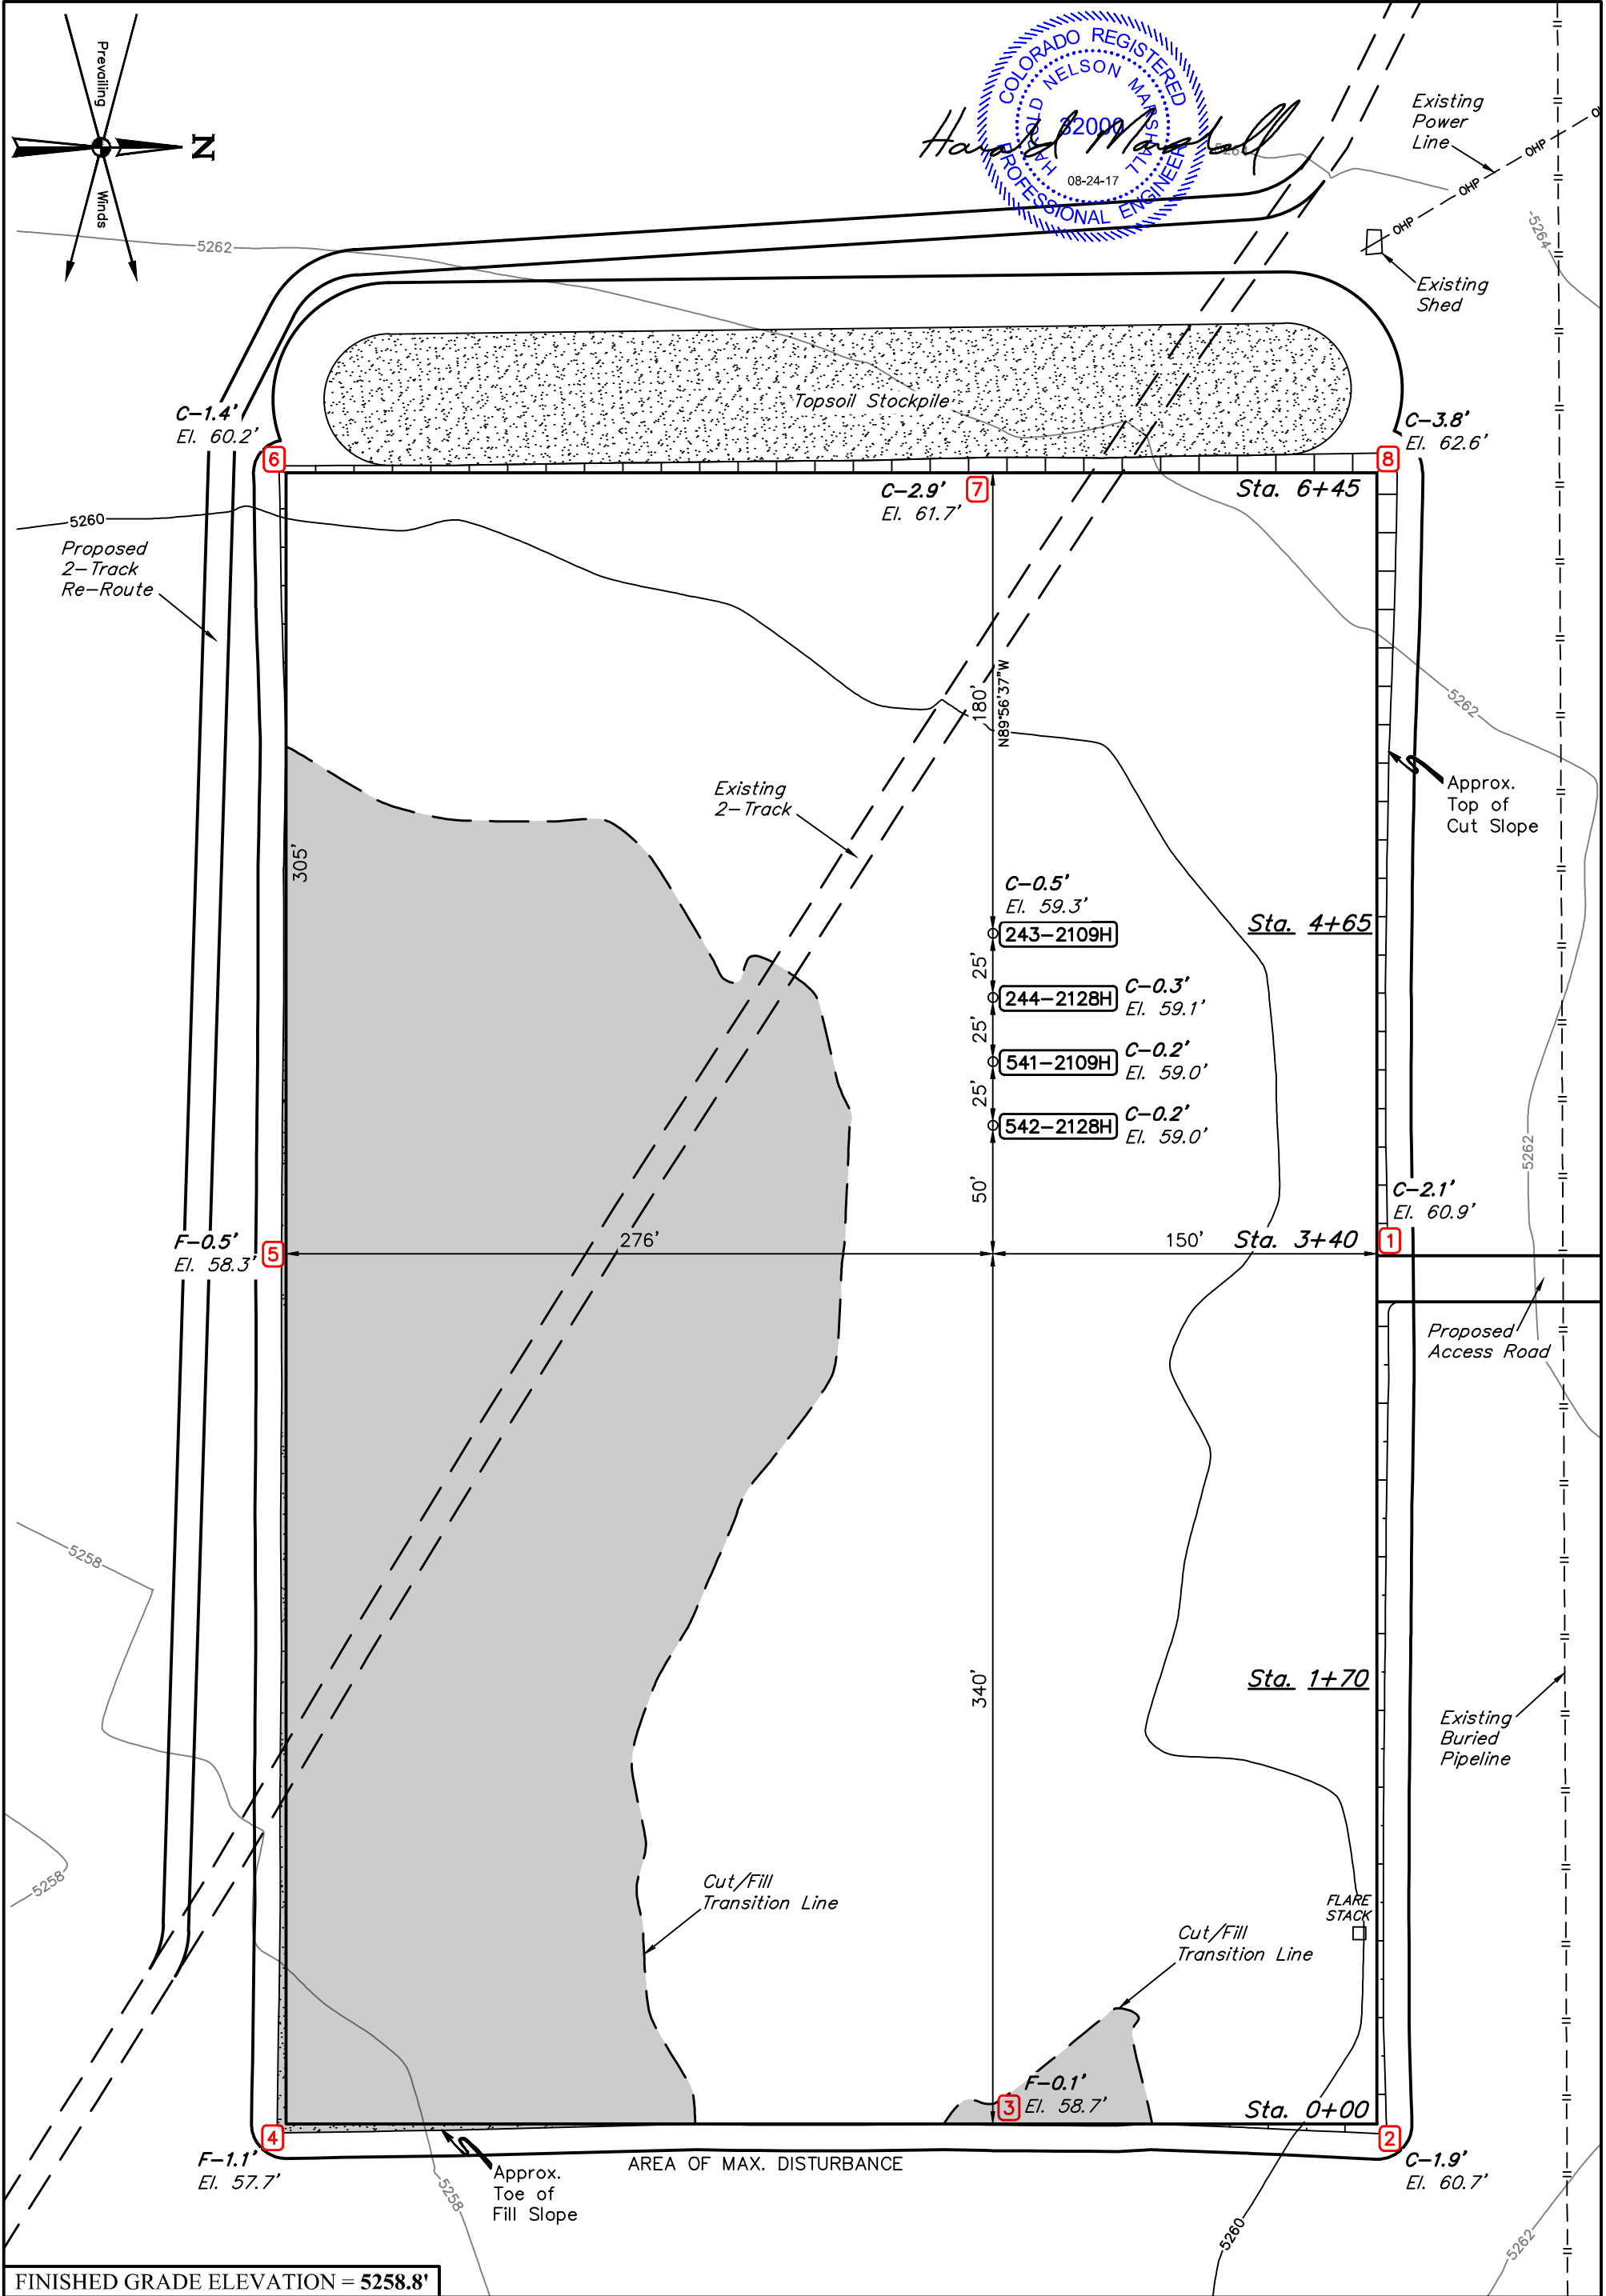 Prevailing
Winds
N
COLORADO REGISTERED
HAROLD NELSON MARSHALL
32000
08-24-17
PROFESSIONAL ENGINEER
Harold Marshall
Existing
Power
Line
OHP
OHP
OHP
5264
5264
5262
Existing
Shed
Topsoil Stockpile
C-1.4'
El. 60.2'
6
C-3.8'
El. 62.6'
8
C-2.9'
El. 61.7'
7
Sta. 6+45
5260
Proposed
2-Track
Re-Route
180'
N89°56'37"W
5262
Existing
2-Track
Approx.
Top of
Cut Slope
305'
C-0.5'
El. 59.3'
243-2109H
Sta. 4+65
25'
244-2128H
C-0.3'
El. 59.1'
25'
541-2109H
C-0.2'
El. 59.0'
25'
542-2128H
C-0.2'
El. 59.0'
5262
50'
C-2.1'
El. 60.9'
F-0.5'
El. 58.3'
5
276'
150'
Sta. 3+40
1
Proposed
Access Road
5258
340'
Sta. 1+70
Existing
Buried
Pipeline
5258
Cut/Fill
Transition Line
FLARE
STACK
Cut/Fill
Transition Line
F-0.1'
3
El. 58.7'
Sta. 0+00
4
2
F-1.1'
El. 57.7'
AREA OF MAX. DISTURBANCE
C-1.9'
El. 60.7'
Approx.
Toe of
Fill Slope
5258
5260
5262
FINISHED GRADE ELEVATION = 5258.8'